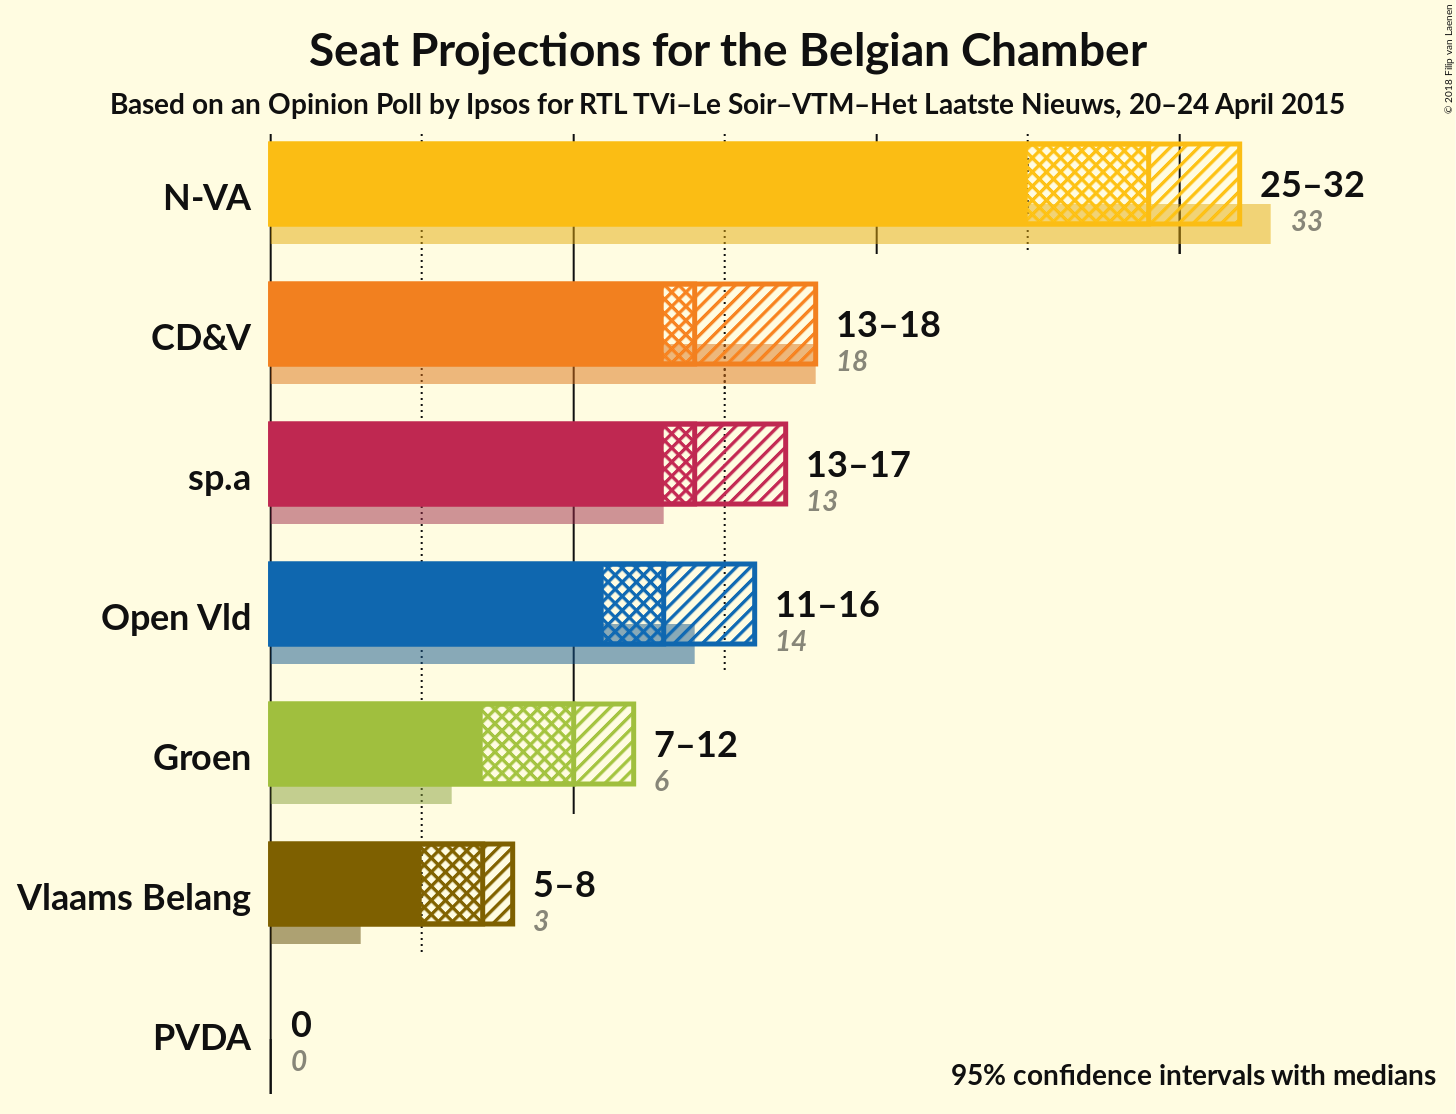 Seat Projections for the Belgian Chamber
Based on an Opinion Poll by Ipsos for RTL TVi–Le Soir–VTM–Het Laatste Nieuws, 20–24 April 2015
© 2018 Filip van Laenen
N-VA
25–32
33
CD&V
13–18
18
sp.a
13–17
13
Open Vld
11–16
14
Groen
7–12
6
Vlaams Belang
5–8
3
PVDA
0
0
95% confidence intervals with medians